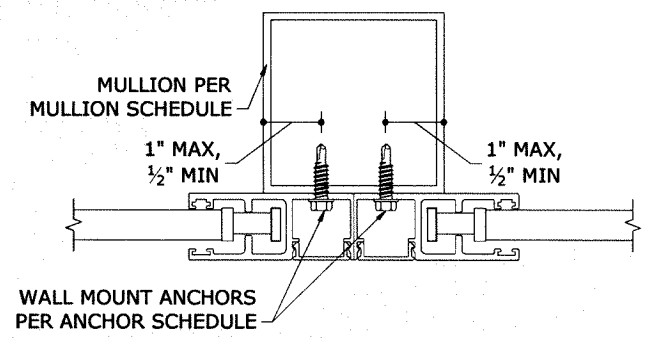 MULLION PER
MULLION SCHEDULE
1" MAX,
½" MIN
1" MAX,
½" MIN
WALL MOUNT ANCHORS
PER ANCHOR SCHEDULE